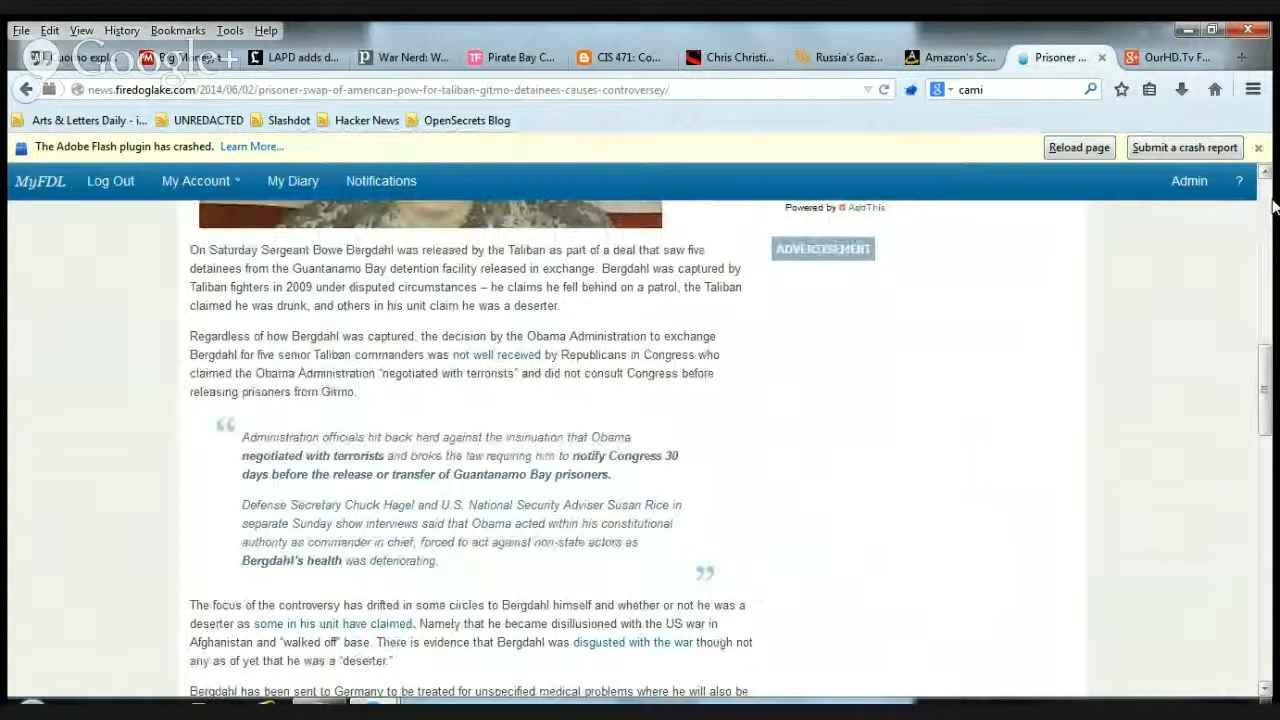 File Edit View History Bookmarks Tools Help
Google+
LAPD adds d... War Nerd: W... Pirate Bay C... CIS 471: Co... Chris Christi... Russia's Gaz... Amazon's Sc... Prisoner ... OurHD.Tv F...
news.firedoglake.com/2014/06/02/prisoner-swap-of-american-pow-for-taliban-gitmo-detainees-causes-controversey/ cami
Arts & Letters Daily - i... UNREDACTED Slashdot Hacker News OpenSecrets Blog
The Adobe Flash plugin has crashed. Learn More... Reload page Submit a crash report
MyFDL Log Out My Account My Diary Notifications Admin ?
Powered by AddThis
ADVERTISEMENT
On Saturday Sergeant Bowe Bergdahl was released by the Taliban as part of a deal that saw five
detainees from the Guantanamo Bay detention facility released in exchange. Bergdahl was captured by
Taliban fighters in 2009 under disputed circumstances – he claims he fell behind on a patrol, the Taliban
claimed he was drunk, and others in his unit claim he was a deserter.
Regardless of how Bergdahl was captured, the decision by the Obama Administration to exchange
Bergdahl for five senior Taliban commanders was not well received by Republicans in Congress who
claimed the Obama Administration “negotiated with terrorists” and did not consult Congress before
releasing prisoners from Gitmo.
“
Administration officials hit back hard against the insinuation that Obama
negotiated with terrorists and broke the law requiring him to notify Congress 30
days before the release or transfer of Guantanamo Bay prisoners.
Defense Secretary Chuck Hagel and U.S. National Security Adviser Susan Rice in
separate Sunday show interviews said that Obama acted within his constitutional
authority as commander in chief, forced to act against non-state actors as
Bergdahl’s health was deteriorating.
”
The focus of the controversy has drifted in some circles to Bergdahl himself and whether or not he was a
deserter as some in his unit have claimed. Namely that he became disillusioned with the US war in
Afghanistan and “walked off” base. There is evidence that Bergdahl was disgusted with the war though not
any as of yet that he was a “deserter.”
Bergdahl has been sent to Germany to be treated for unspecified medical problems where he will also be